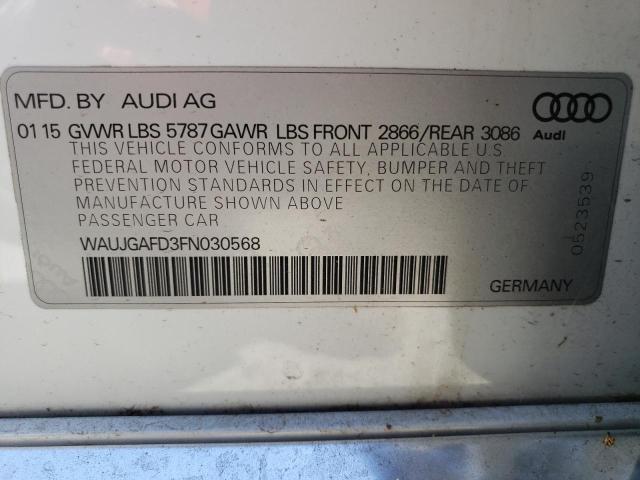 MFD. BY AUDI AG
01 15 GVWR LBS 5787 GAWR LBS FRONT 2866/REAR 3086 Audi
THIS VEHICLE CONFORMS TO ALL APPLICABLE U.S.
FEDERAL MOTOR VEHICLE SAFETY, BUMPER AND THEFT
PREVENTION STANDARDS IN EFFECT ON THE DATE OF
MANUFACTURE SHOWN ABOVE
PASSENGER CAR
WAUJGAFD3FN030568
GERMANY
0523539